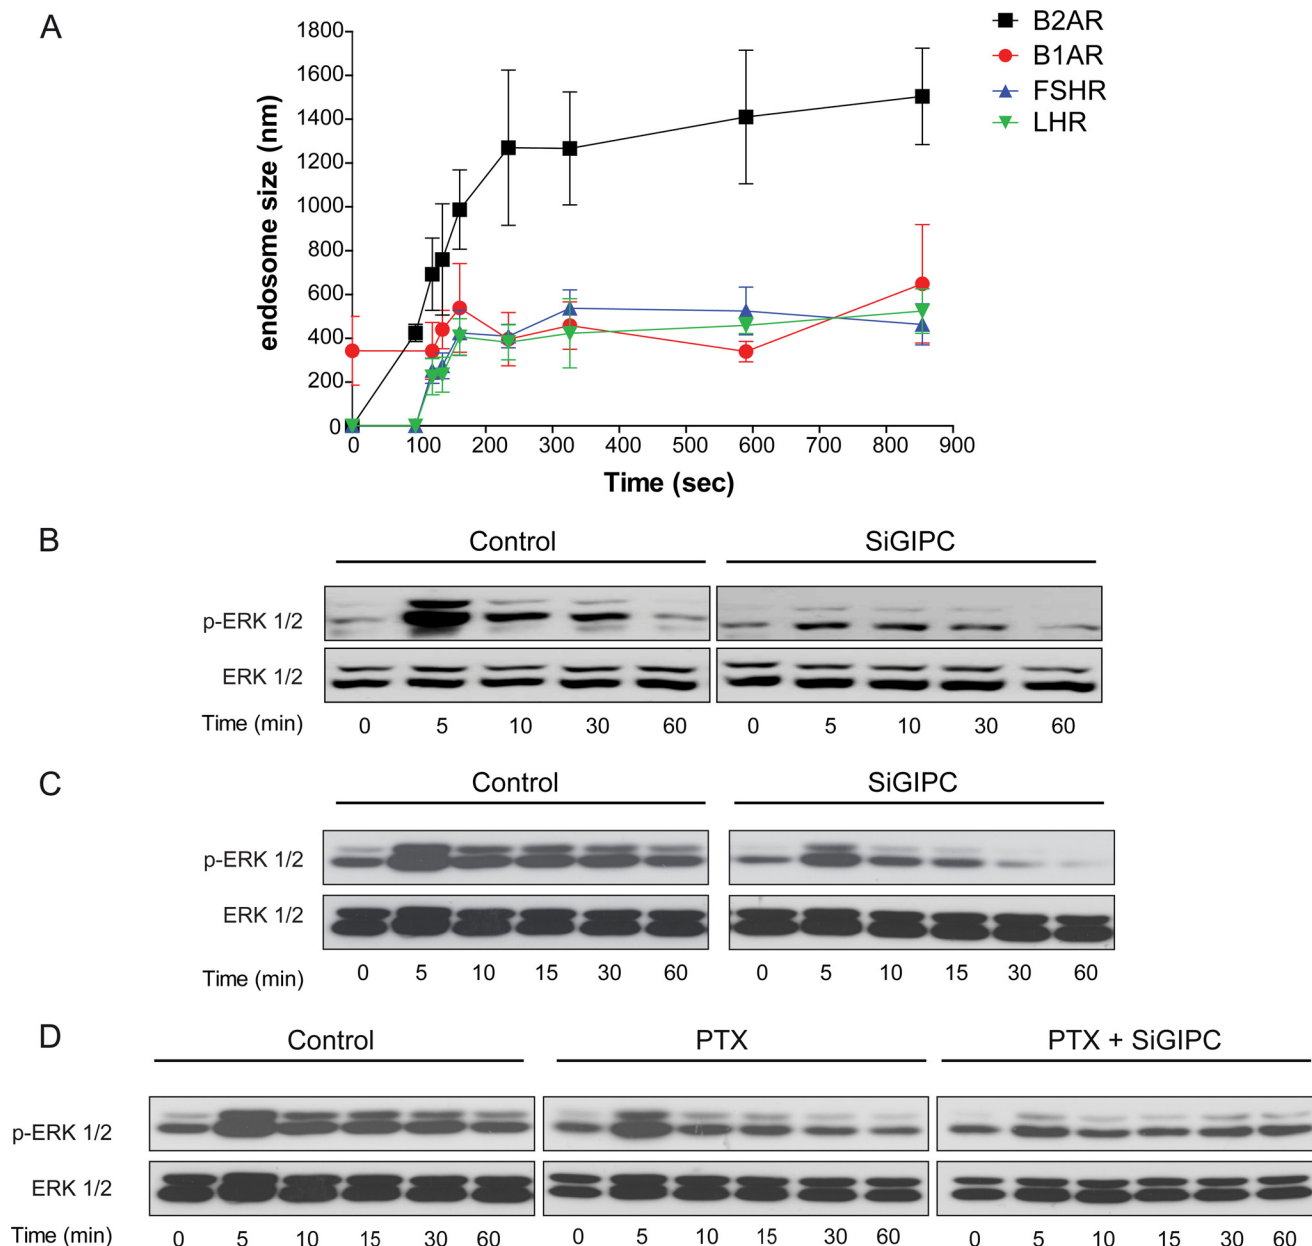 A
1800
1600
1400
1200
1000
800
600
400
200
0
endosome size (nm)
0 100 200 300 400 500 600 700 800 900
Time (sec)
B2AR
B1AR
FSHR
LHR
B
Control SiGIPC
p-ERK 1/2
ERK 1/2
Time (min) 0 5 10 30 60 0 5 10 30 60
C
Control SiGIPC
p-ERK 1/2
ERK 1/2
Time (min) 0 5 10 15 30 60 0 5 10 15 30 60
D
Control PTX PTX + SiGIPC
p-ERK 1/2
ERK 1/2
Time (min) 0 5 10 15 30 60 0 5 10 15 30 60 0 5 10 15 30 60